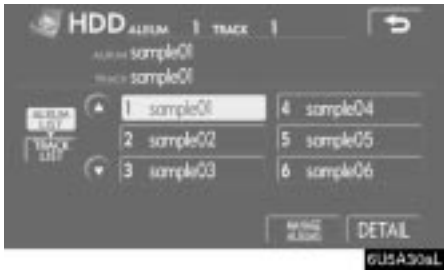 HDD ALBUM 1 TRACK 1
ALBUM sample01
TRACK sample01
ALBUM LIST
TRACK LIST
1 sample01
2 sample02
3 sample03
4 sample04
5 sample05
6 sample06
DETAIL
6USA30aL